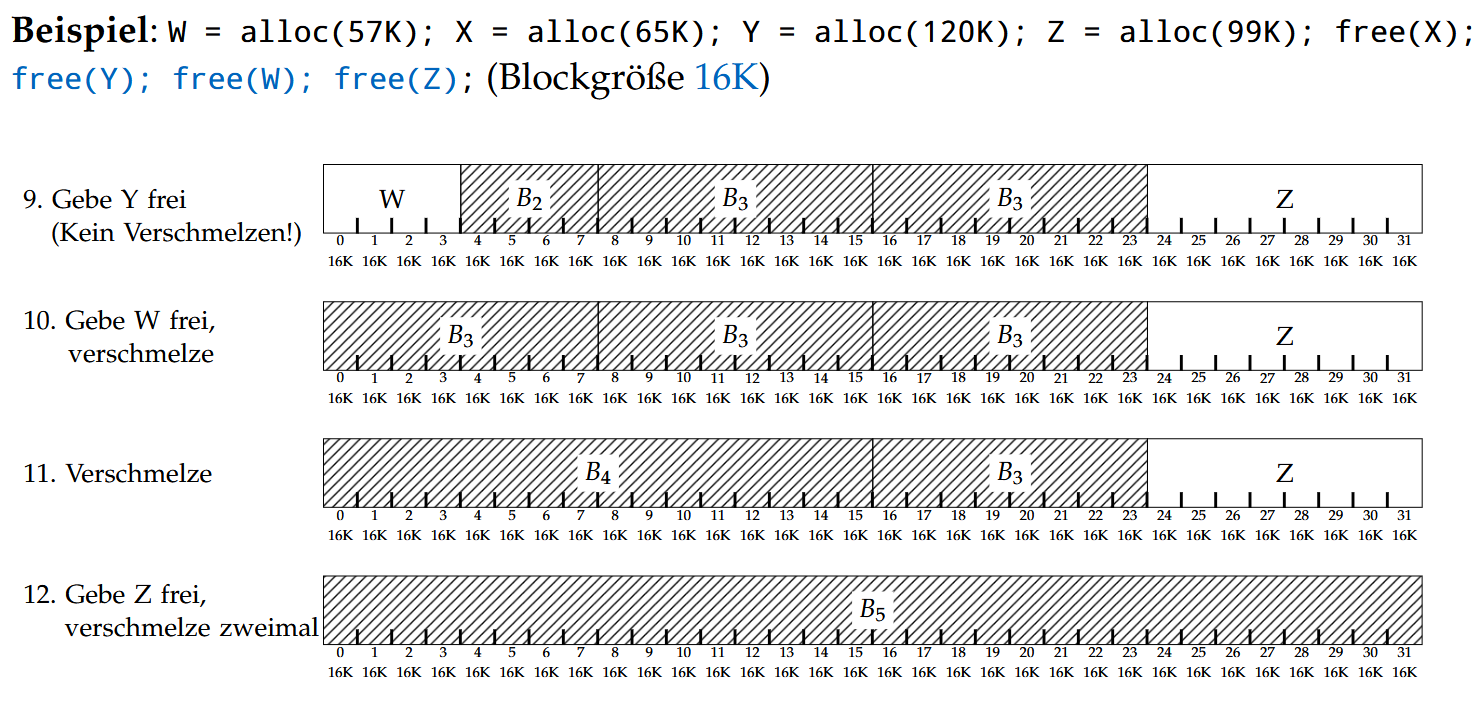 Beispiel: W = alloc(57K); X = alloc(65K); Y = alloc(120K); Z = alloc(99K); free(X);
free(Y); free(W); free(Z); (Blockgröße 16K)
9. Gebe Y frei
(Kein Verschmelzen!)
W B₂ B₃ B₃ Z
0 1 2 3 4 5 6 7 8 9 10 11 12 13 14 15 16 17 18 19 20 21 22 23 24 25 26 27 28 29 30 31
16K 16K 16K 16K 16K 16K 16K 16K 16K 16K 16K 16K 16K 16K 16K 16K 16K 16K 16K 16K 16K 16K 16K 16K 16K 16K 16K 16K 16K 16K 16K 16K
10. Gebe W frei,
verschmelze
B₃ B₃ B₃ Z
0 1 2 3 4 5 6 7 8 9 10 11 12 13 14 15 16 17 18 19 20 21 22 23 24 25 26 27 28 29 30 31
16K 16K 16K 16K 16K 16K 16K 16K 16K 16K 16K 16K 16K 16K 16K 16K 16K 16K 16K 16K 16K 16K 16K 16K 16K 16K 16K 16K 16K 16K 16K 16K
11. Verschmelze
B₄ B₃ Z
0 1 2 3 4 5 6 7 8 9 10 11 12 13 14 15 16 17 18 19 20 21 22 23 24 25 26 27 28 29 30 31
16K 16K 16K 16K 16K 16K 16K 16K 16K 16K 16K 16K 16K 16K 16K 16K 16K 16K 16K 16K 16K 16K 16K 16K 16K 16K 16K 16K 16K 16K 16K 16K
12. Gebe Z frei,
verschmelze zweimal
B₅
0 1 2 3 4 5 6 7 8 9 10 11 12 13 14 15 16 17 18 19 20 21 22 23 24 25 26 27 28 29 30 31
16K 16K 16K 16K 16K 16K 16K 16K 16K 16K 16K 16K 16K 16K 16K 16K 16K 16K 16K 16K 16K 16K 16K 16K 16K 16K 16K 16K 16K 16K 16K 16K